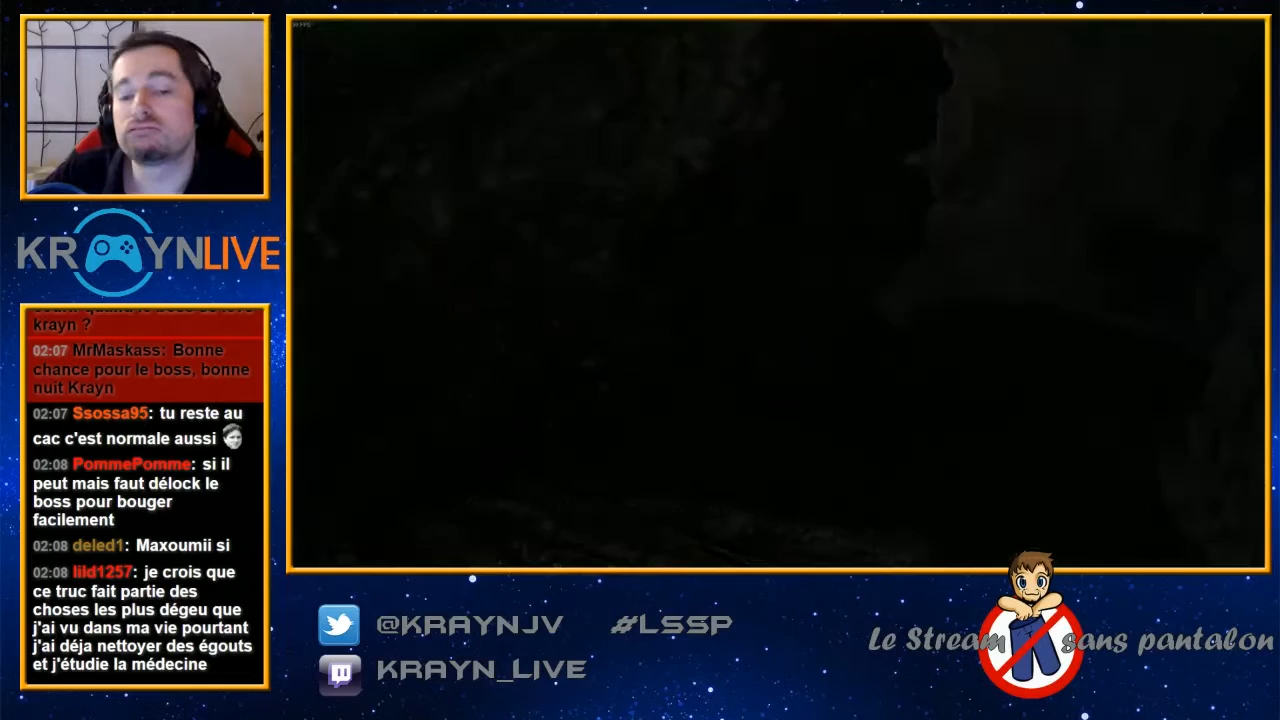 KRAYNLIVE
krayn ?
02:07 MrMaskass: Bonne
chance pour le boss, bonne
nuit Krayn
02:07 Ssossa95: tu reste au
cac c'est normale aussi
02:08 PommePomme: si il
peut mais faut délock le
boss pour bouger
facilement
02:08 deled1: Maxoumii si
02:08 lild1257: je crois que
ce truc fait partie des
choses les plus dégeu que
j'ai vu dans ma vie pourtant
j'ai déja nettoyer des égouts
et j'étudie la médecine
@KRAYNJV #LSSP
KRAYN_LIVE
Le Stream sans pantalon